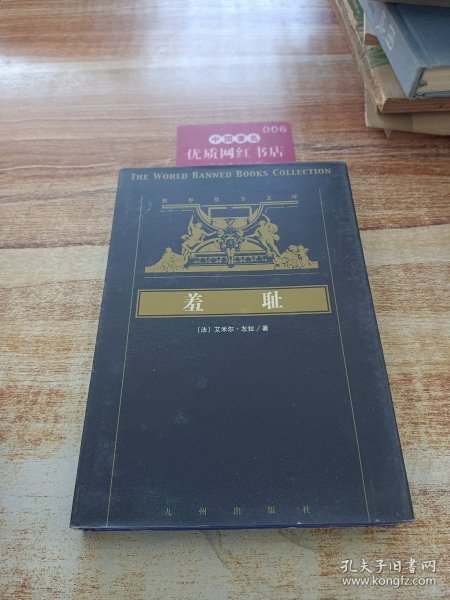 006
中国著名
优质网红书店
THE WORLD BANNED BOOKS COLLECTION
世界禁书文库
羞耻
[法]艾米尔·左拉/著
九州出版社
孔夫子旧书网
www.kongfz.com